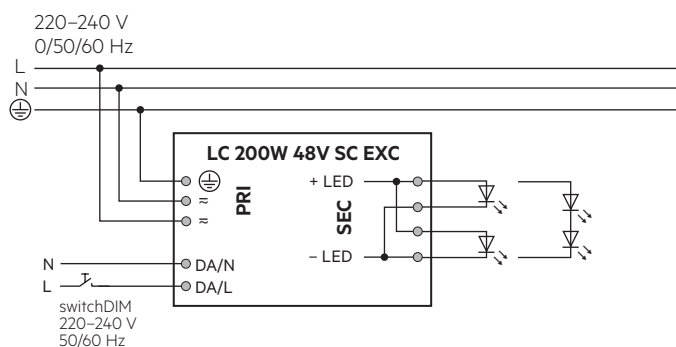 220–240 V
0/50/60 Hz
L
N
LC 200W 48V SC EXC
PRI
SEC
+ LED
– LED
≂
≂
N
DA/N
L
DA/L
switchDIM
220–240 V
50/60 Hz